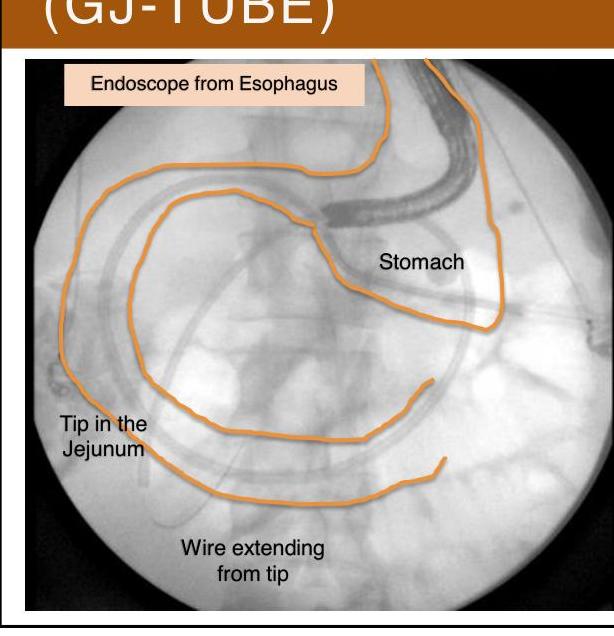 (GJ-TUBE)
Endoscope from Esophagus
Stomach
Tip in the
Jejunum
Wire extending
from tip